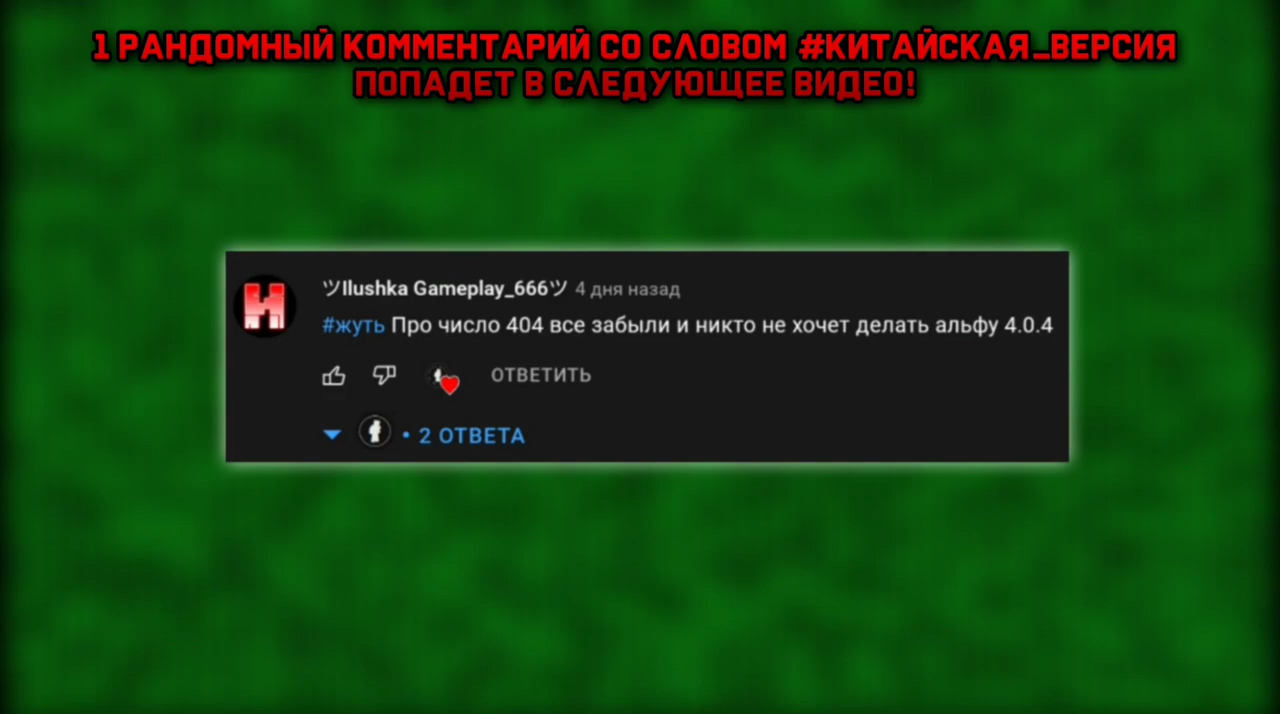 1 РАНДОМНЫЙ КОММЕНТАРИЙ СО СЛОВОМ #КИТАЙСКАЯ_ВЕРСИЯ
ПОПАДЕТ В СЛЕДУЮЩЕЕ ВИДЕО!
ツIlushka Gameplay_666ツ 4 дня назад
#жуть Про число 404 все забыли и никто не хочет делать альфу 4.0.4
ОТВЕТИТЬ
• 2 ОТВЕТА